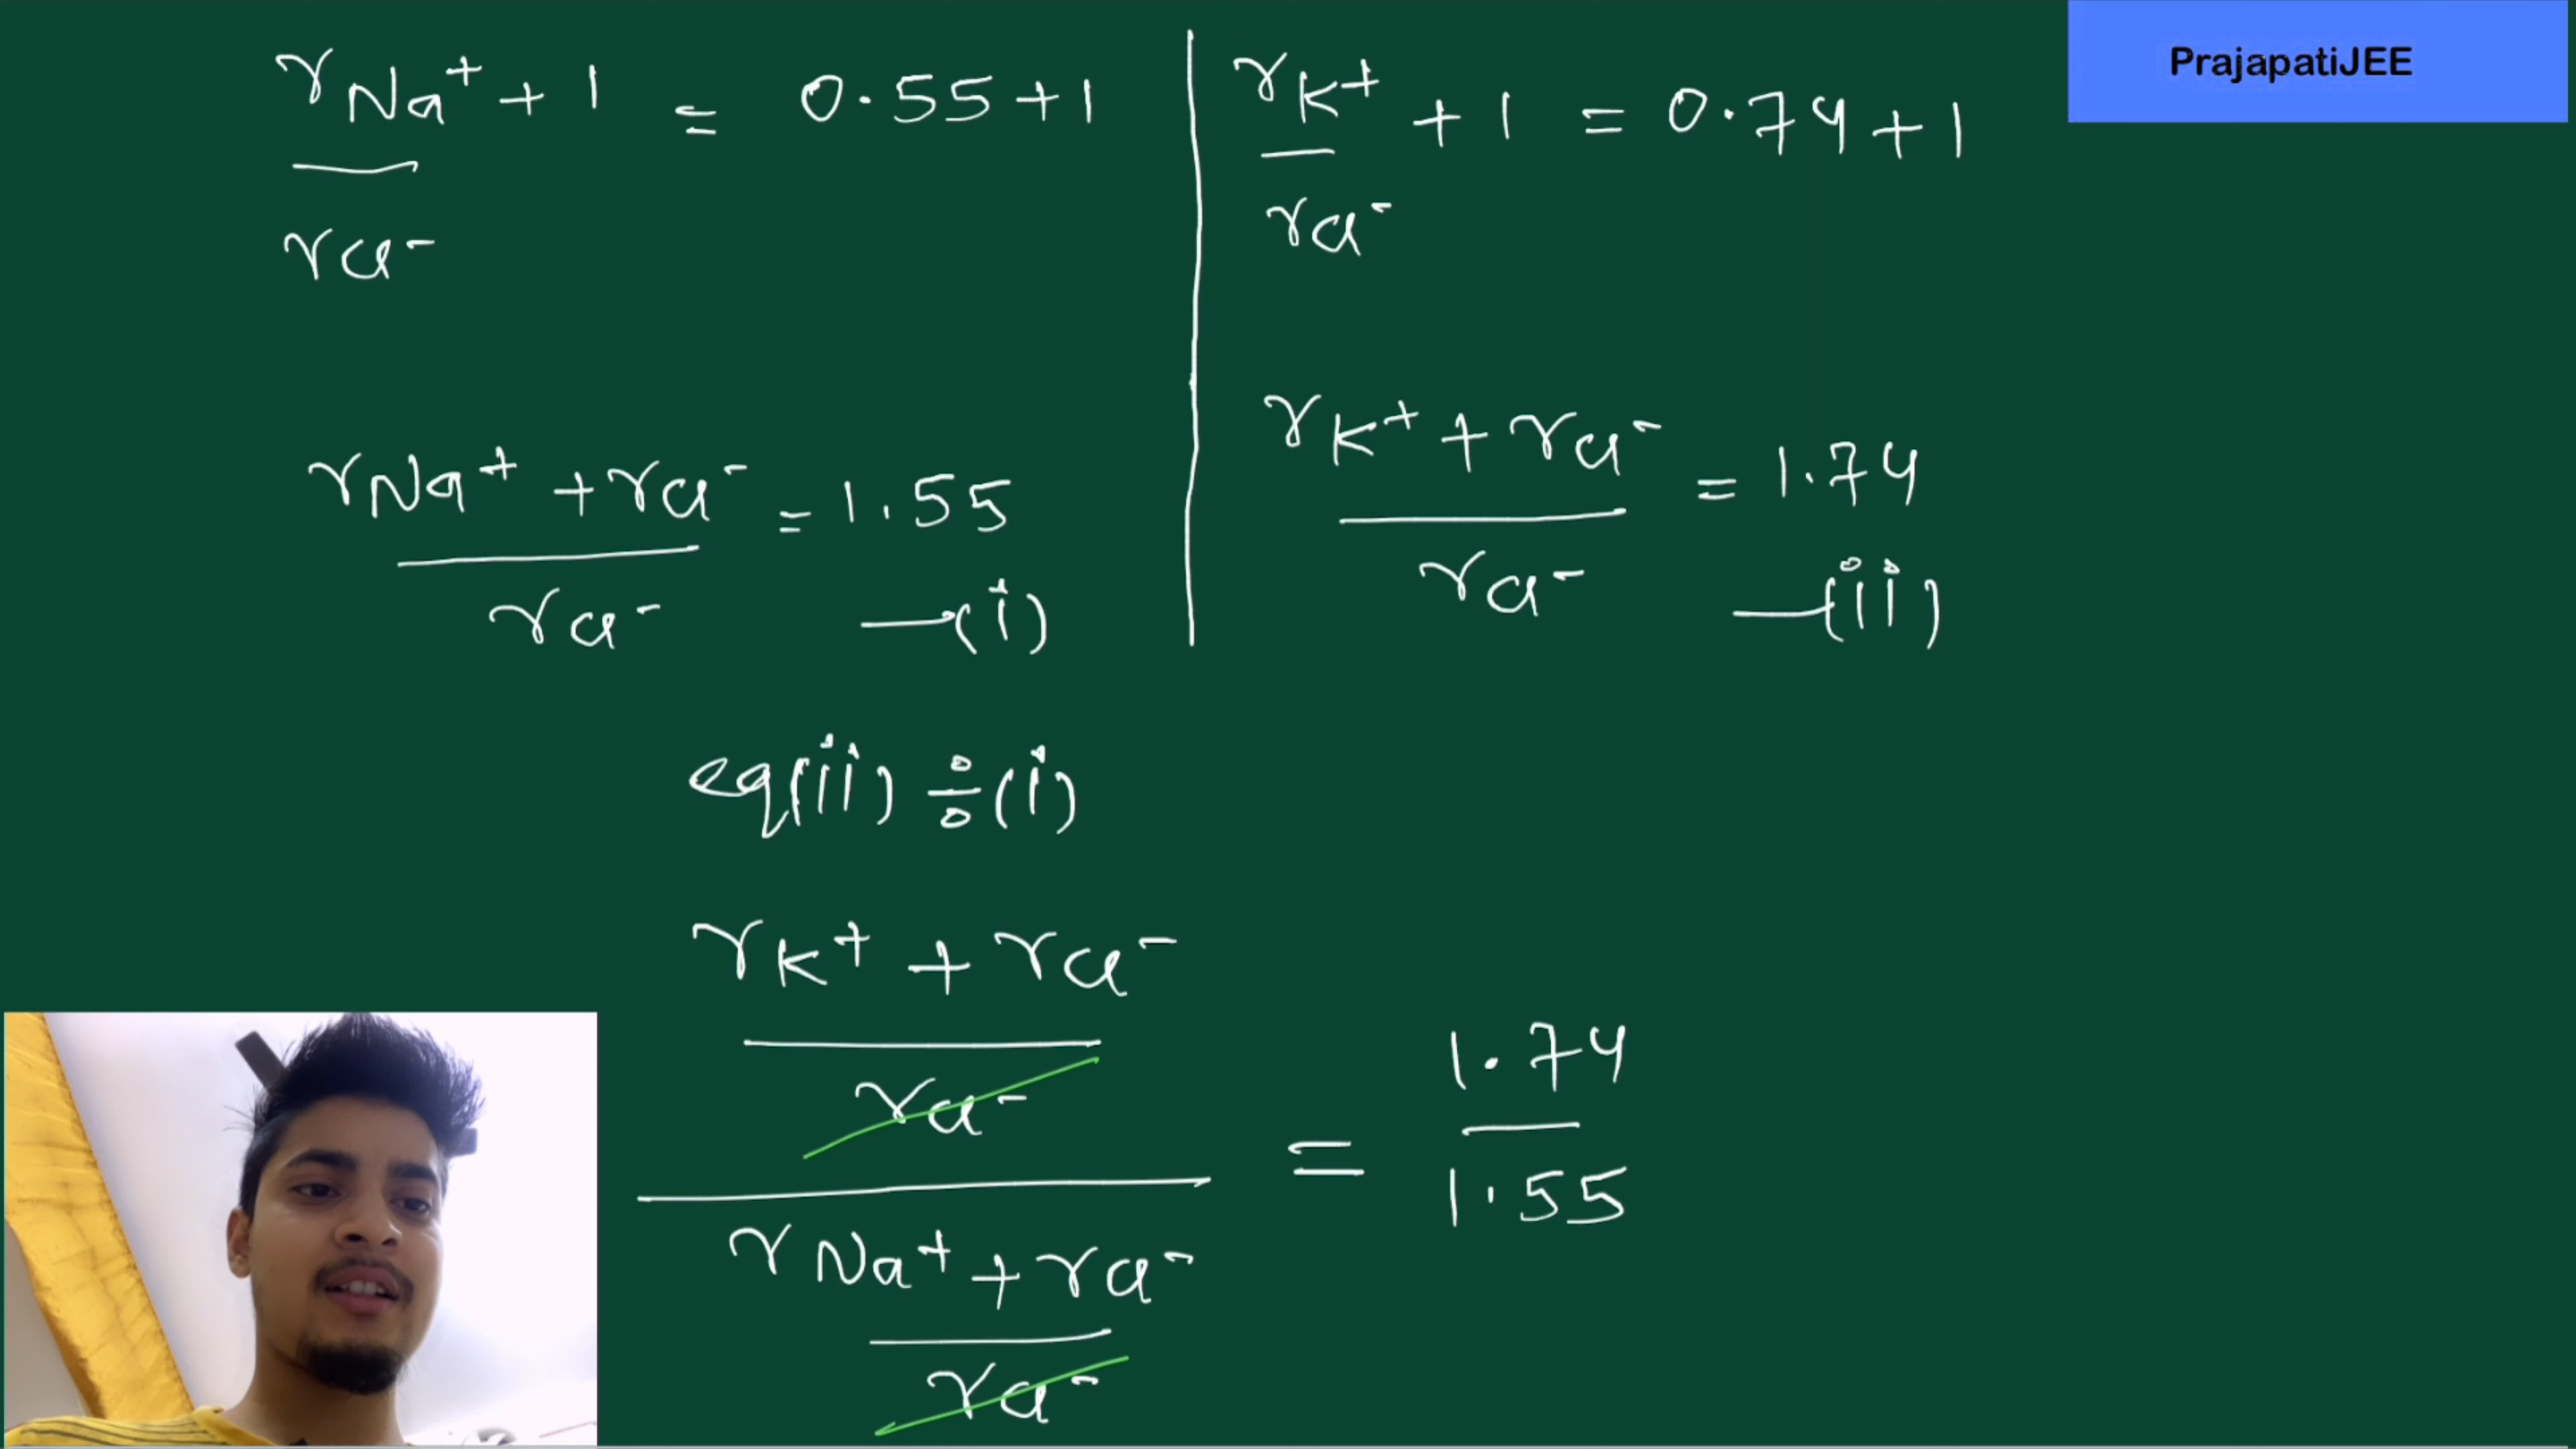 PrajapatiJEE
rNa⁺ + 1 = 0.55 + 1
rCl⁻
rNa⁺ + rCl⁻ = 1.55
rCl⁻ —(i)
rK⁺ + 1 = 0.74 + 1
rCl⁻
rK⁺ + rCl⁻ = 1.74
rCl⁻ —(ii)
eq(ii) ÷ (i)
rK⁺ + rCl⁻
rCl⁻
rNa⁺ + rCl⁻
rCl⁻
=
1.74
1.55